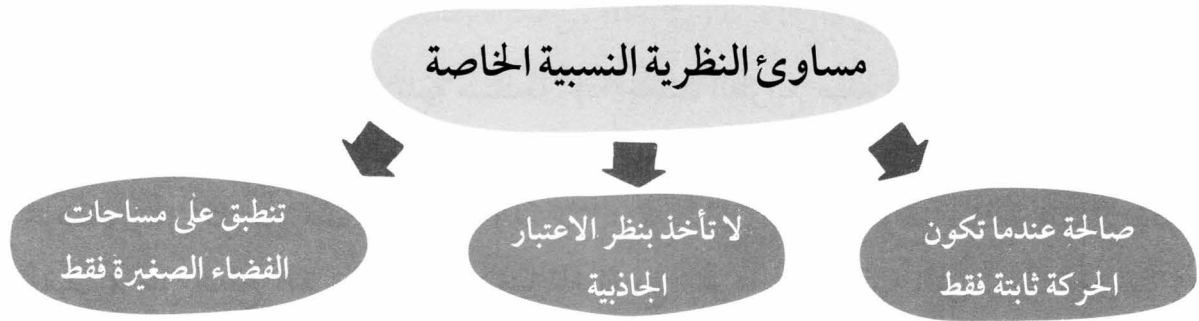 مساوئ النظرية النسبية الخاصة
صالحة عندما تكون
الحركة ثابتة فقط
لا تأخذ بنظر الاعتبار
الجاذبية
تنطبق على مساحات
الفضاء الصغيرة فقط